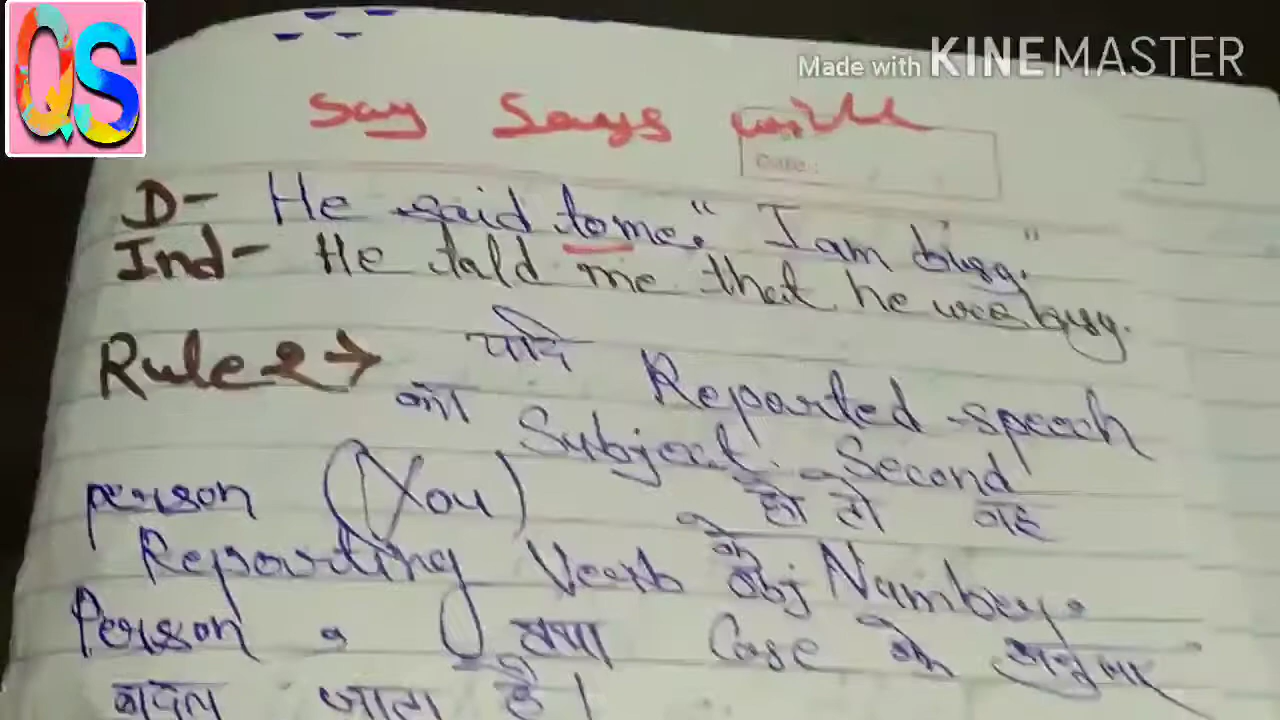 QS
Made with KINEMASTER
Say Says will
Date:
D- He said to me, "I am busy."
Ind- He told me that he was busy.
Rule 2 → यदि Reported speech
का Subject Second
person (You) हो तो वह
Reporting Verb के obj Number,
Person, तथा Case के अनुसार
बदल जाता है।